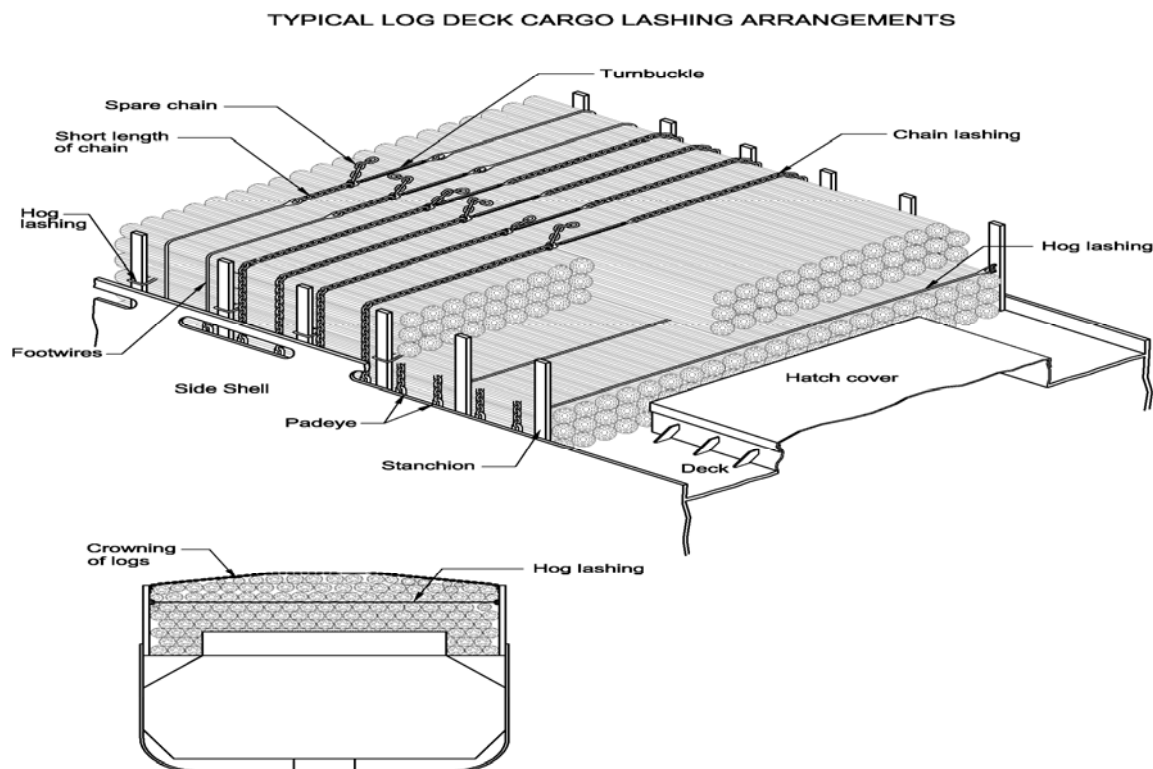 TYPICAL LOG DECK CARGO LASHING ARRANGEMENTS
Turnbuckle
Spare chain
Short length
of chain
Chain lashing
Hog
lashing
Hog lashing
Footwires
Side Shell
Hatch cover
Padeye
Stanchion
Deck
Crowning
of logs
Hog lashing